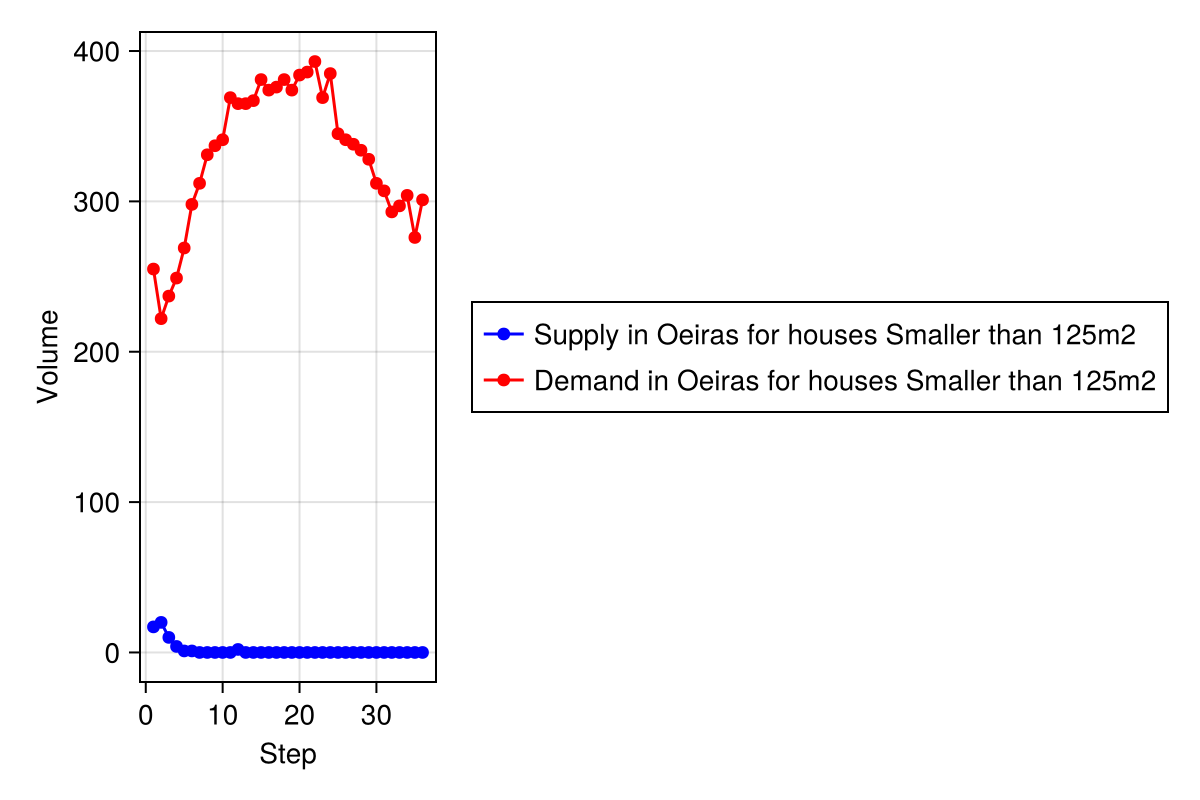 400
300
200
100
0
Volume
0 10 20 30
Step
Supply in Oeiras for houses Smaller than 125m2
Demand in Oeiras for houses Smaller than 125m2